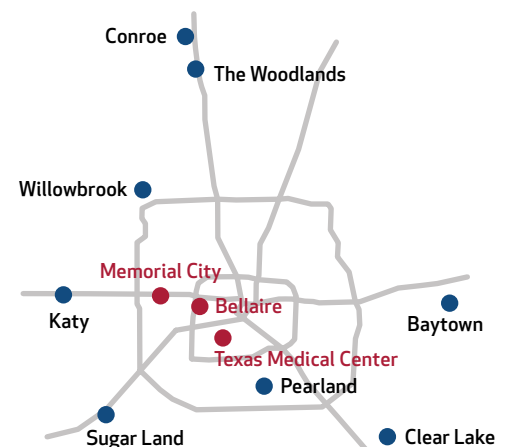 Conroe
The Woodlands
Willowbrook
Memorial City
Bellaire
Katy
Baytown
Texas Medical Center
Pearland
Sugar Land
Clear Lake